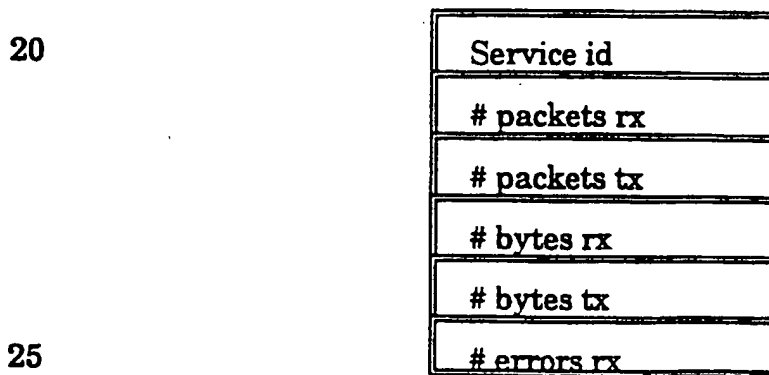 20 Service id
# packets rx
# packets tx
# bytes rx
# bytes tx
25 # errors rx